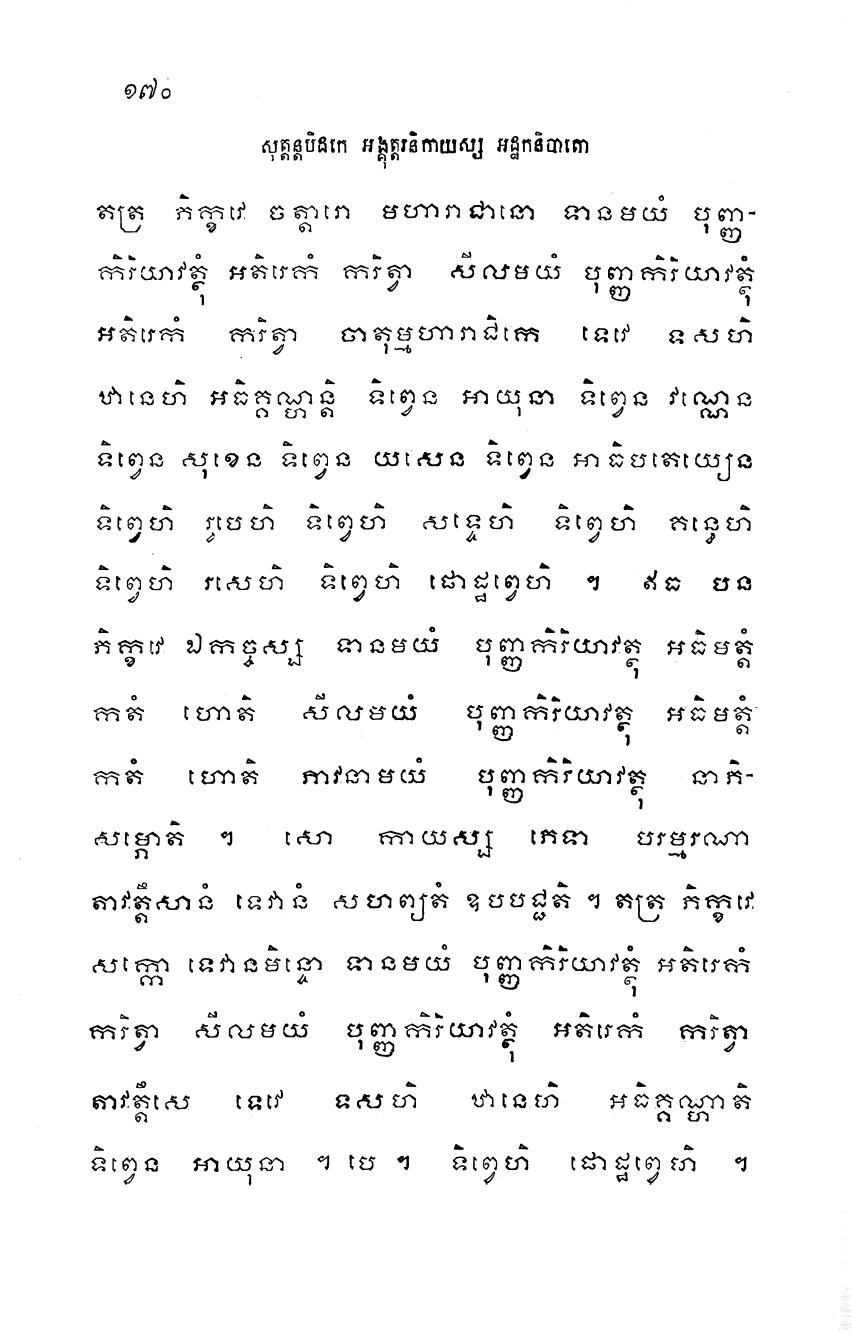 ១៧០
សុត្តន្តបិដកេ អង្គុត្តរនិកាយស្ស អដ្ឋកនិបាតោ
តត្រ ភិក្ខវេ ចត្តារោ មហារាជានោ ទានមយំ បុញ្ញ-
កិរិយាវត្ថុំ អតិរេកំ ករិត្វា សីលមយំ បុញ្ញកិរិយាវត្ថុំ
អតិរេកំ ករិត្វា ចាតុម្មហារាជិកេ ទេវេ ទសហិ
ឋានេហិ អធិគ្គណ្ហន្តិ ទិព្វេន អាយុនា ទិព្វេន វណ្ណេន
ទិព្វេន សុខេន ទិព្វេន យសេន ទិព្វេន អាធិបតេយ្យេន
ទិព្វេហិ រូបេហិ ទិព្វេហិ សទ្ទេហិ ទិព្វេហិ គន្ធេហិ
ទិព្វេហិ រសេហិ ទិព្វេហិ ផោដ្ឋព្វេហិ ។ ឥធ បន
ភិក្ខវេ ឯកច្ចស្ស ទានមយំ បុញ្ញកិរិយាវត្ថុ អធិមត្តំ
កតំ ហោតិ សីលមយំ បុញ្ញកិរិយាវត្ថុ អធិមត្តំ
កតំ ហោតិ ភាវនាមយំ បុញ្ញកិរិយាវត្ថុ នាភិ-
សម្ភោតិ ។ សោ កាយស្ស ភេទា បរម្មរណា
តាវត្តឹសានំ ទេវានំ សហព្យតំ ឧបបជ្ជតិ ។ តត្រ ភិក្ខវេ
សក្កោ ទេវានមិន្ទោ ទានមយំ បុញ្ញកិរិយាវត្ថុំ អតិរេកំ
ករិត្វា សីលមយំ បុញ្ញកិរិយាវត្ថុំ អតិរេកំ ករិត្វា
តាវត្តឹសេ ទេវេ ទសហិ ឋានេហិ អធិគ្គណ្ហាតិ
ទិព្វេន អាយុនា ។ បេ ។ ទិព្វេហិ ផោដ្ឋព្វេហិ ។